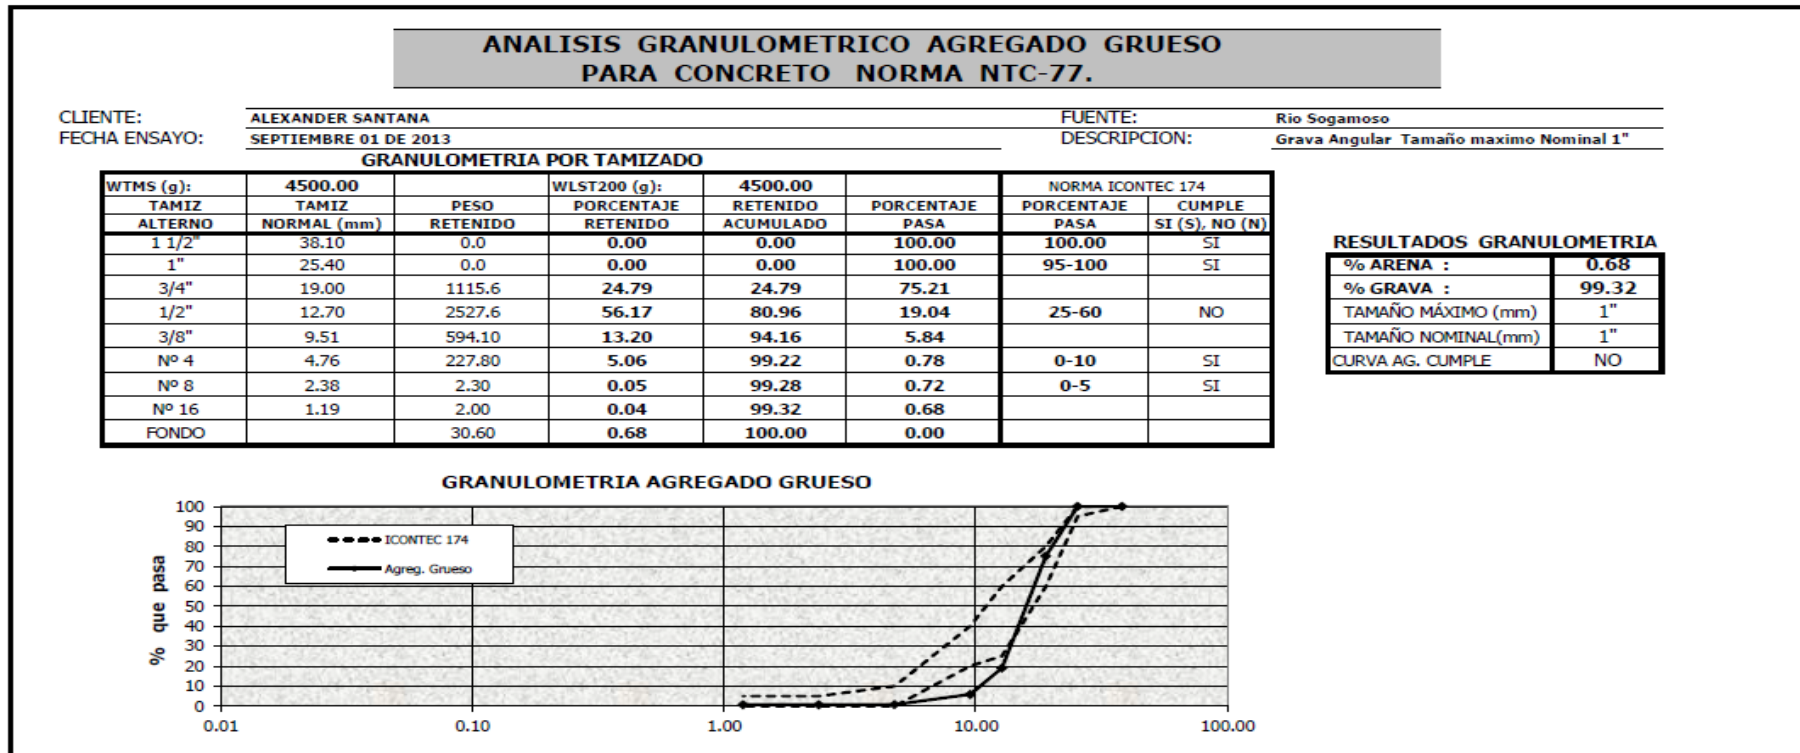 ANALISIS GRANULOMETRICO AGREGADO GRUESO
PARA CONCRETO NORMA NTC-77.
CLIENTE: ALEXANDER SANTANA FUENTE: Rio Sogamoso
FECHA ENSAYO: SEPTIEMBRE 01 DE 2013 DESCRIPCION: Grava Angular Tamaño maximo Nominal 1"
GRANULOMETRIA POR TAMIZADO
WTMS (g): 4500.00 WLST200 (g): 4500.00 NORMA ICONTEC 174
TAMIZ TAMIZ PESO PORCENTAJE RETENIDO PORCENTAJE PORCENTAJE CUMPLE
ALTERNO NORMAL (mm) RETENIDO RETENIDO ACUMULADO PASA PASA SI (S), NO (N)
1 1/2" 38.10 0.0 0.00 0.00 100.00 100.00 SI
1" 25.40 0.0 0.00 0.00 100.00 95-100 SI
3/4" 19.00 1115.6 24.79 24.79 75.21
1/2" 12.70 2527.6 56.17 80.96 19.04 25-60 NO
3/8" 9.51 594.10 13.20 94.16 5.84
Nº 4 4.76 227.80 5.06 99.22 0.78 0-10 SI
Nº 8 2.38 2.30 0.05 99.28 0.72 0-5 SI
Nº 16 1.19 2.00 0.04 99.32 0.68
FONDO 30.60 0.68 100.00 0.00
RESULTADOS GRANULOMETRIA
% ARENA : 0.68
% GRAVA : 99.32
TAMAÑO MÁXIMO (mm) 1"
TAMAÑO NOMINAL(mm) 1"
CURVA AG. CUMPLE NO
GRANULOMETRIA AGREGADO GRUESO
% que pasa
100
90
80
70
60
50
40
30
20
10
0
ICONTEC 174
Agreg. Grueso
0.01 0.10 1.00 10.00 100.00